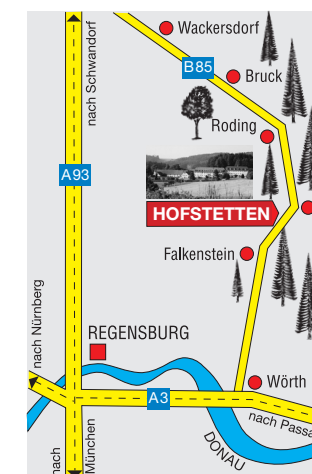 Wackersdorf
B85
Bruck
nach Schwandorf
Roding
A93
HOFSTETTEN
Falkenstein
nach Nürnberg
REGENSBURG
Wörth
A3
nach Passa
DONAU
nach
München